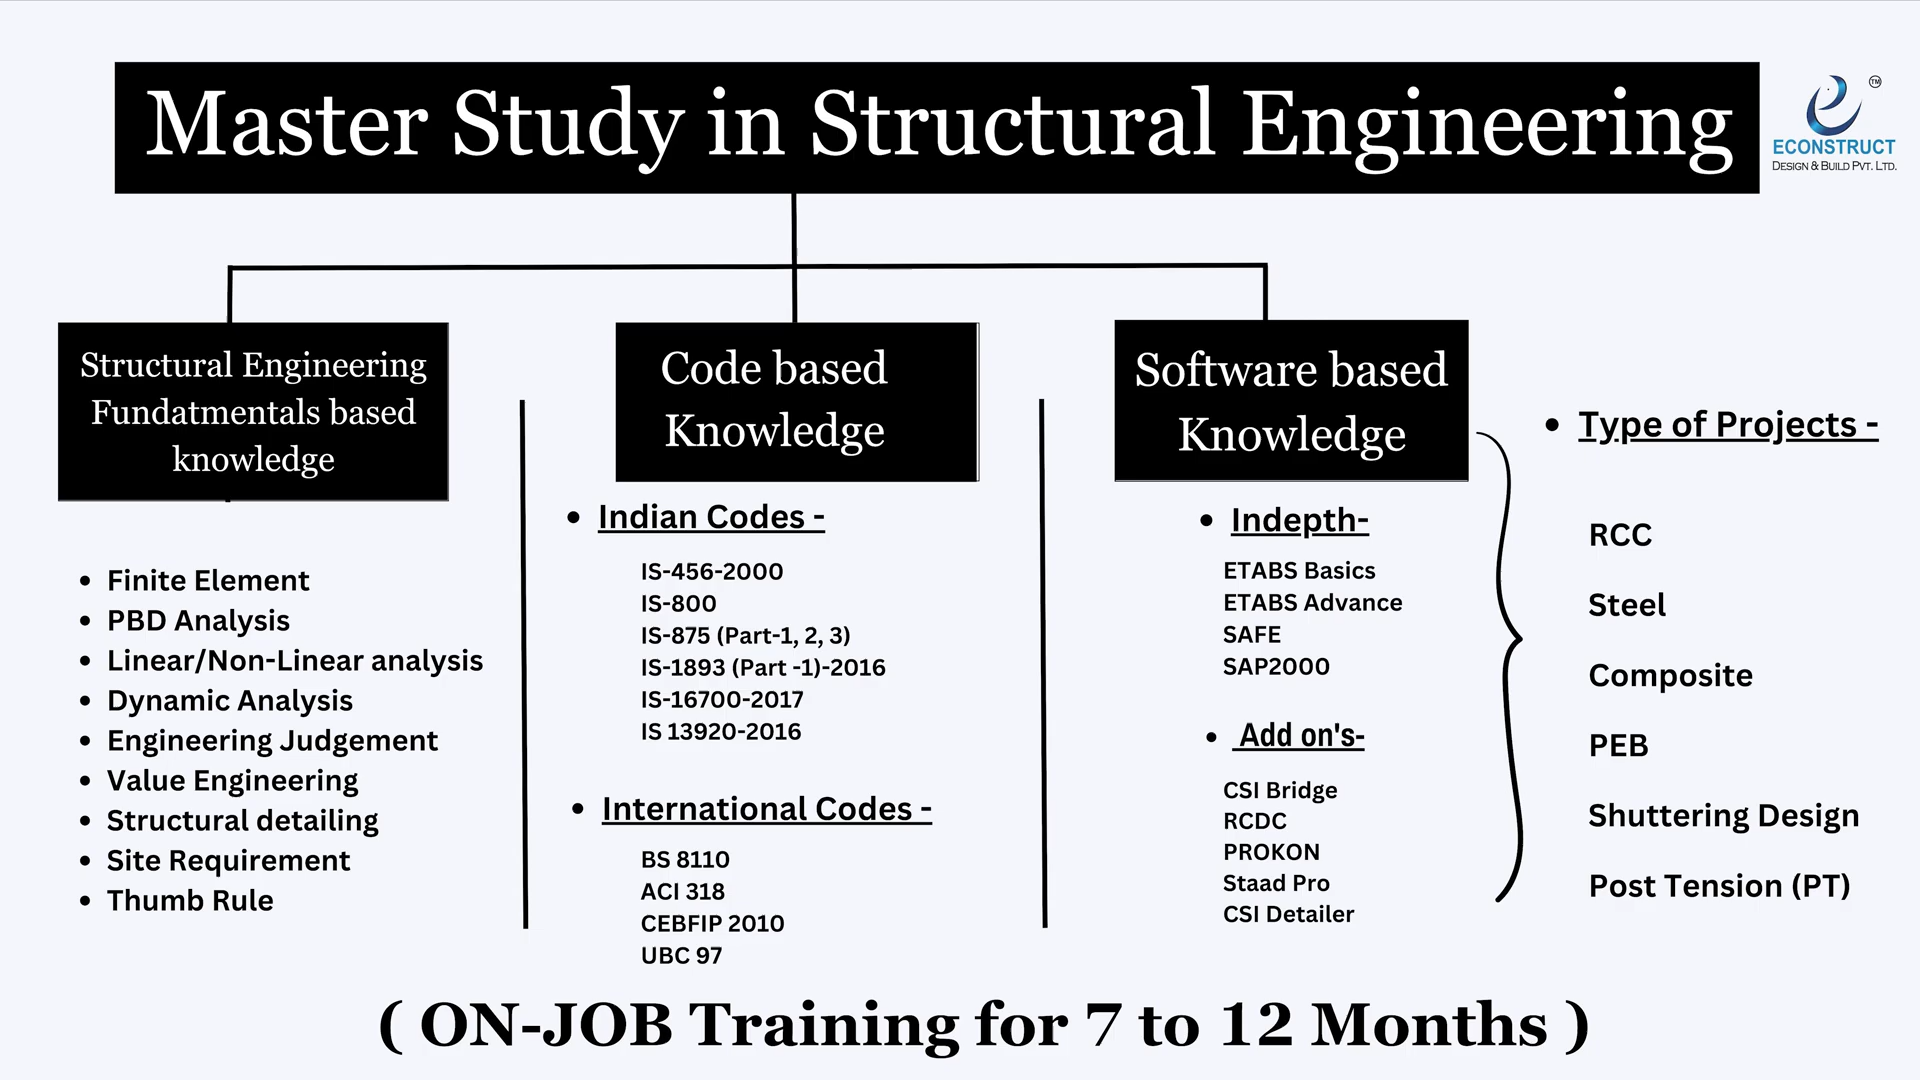 Master Study in Structural Engineering
TM
ECONSTRUCT
DESIGN & BUILD PVT. LTD.
Structural Engineering
Fundatmentals based
knowledge
• Finite Element
• PBD Analysis
• Linear/Non-Linear analysis
• Dynamic Analysis
• Engineering Judgement
• Value Engineering
• Structural detailing
• Site Requirement
• Thumb Rule
Code based
Knowledge
• Indian Codes -
IS-456-2000
IS-800
IS-875 (Part-1, 2, 3)
IS-1893 (Part -1)-2016
IS-16700-2017
IS 13920-2016
• International Codes -
BS 8110
ACI 318
CEBFIP 2010
UBC 97
Software based
Knowledge
• Indepth-
ETABS Basics
ETABS Advance
SAFE
SAP2000
• Add on's-
CSI Bridge
RCDC
PROKON
Staad Pro
CSI Detailer
• Type of Projects -
RCC
Steel
Composite
PEB
Shuttering Design
Post Tension (PT)
( ON-JOB Training for 7 to 12 Months )